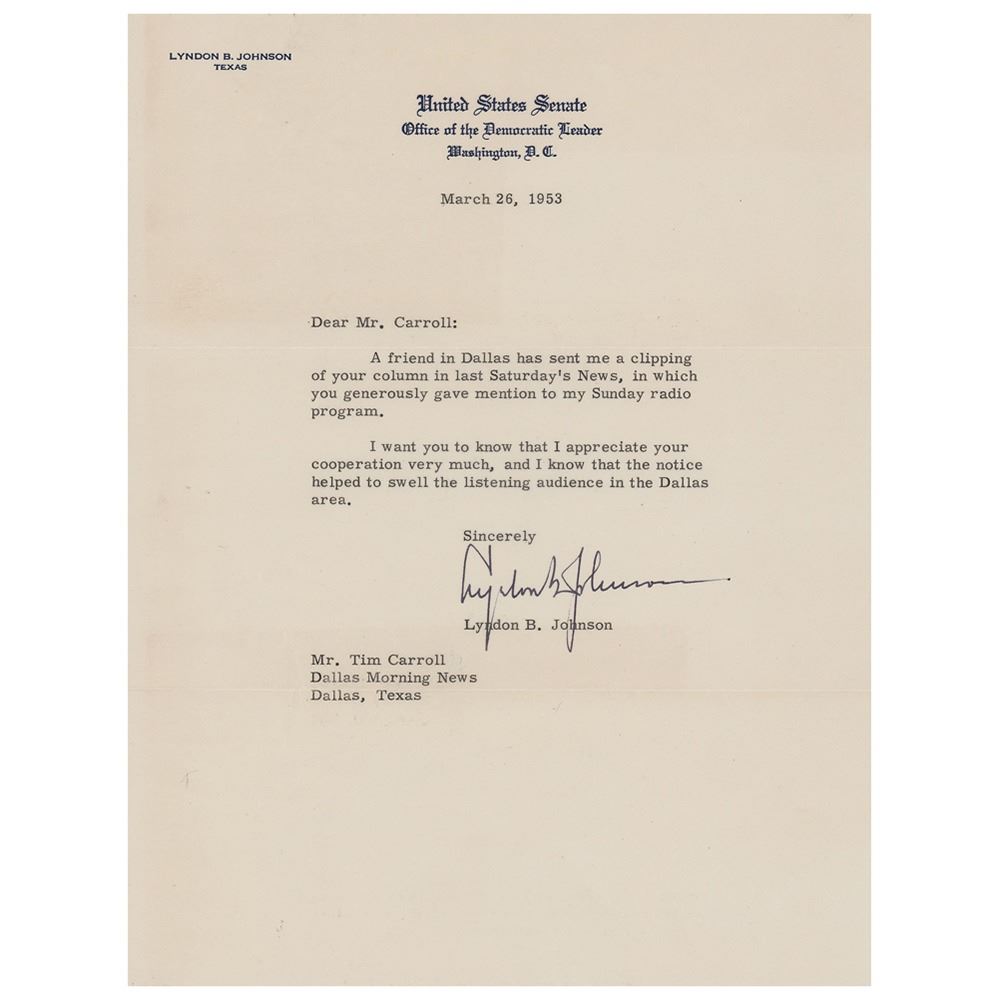 LYNDON B. JOHNSON
TEXAS
United States Senate
Office of the Democratic Leader
Washington, D. C.
March 26, 1953
Dear Mr. Carroll:
A friend in Dallas has sent me a clipping
of your column in last Saturday's News, in which
you generously gave mention to my Sunday radio
program.
I want you to know that I appreciate your
cooperation very much, and I know that the notice
helped to swell the listening audience in the Dallas
area.
Sincerely
Lyndon B Johnson
Lyndon B. Johnson
Mr. Tim Carroll
Dallas Morning News
Dallas, Texas